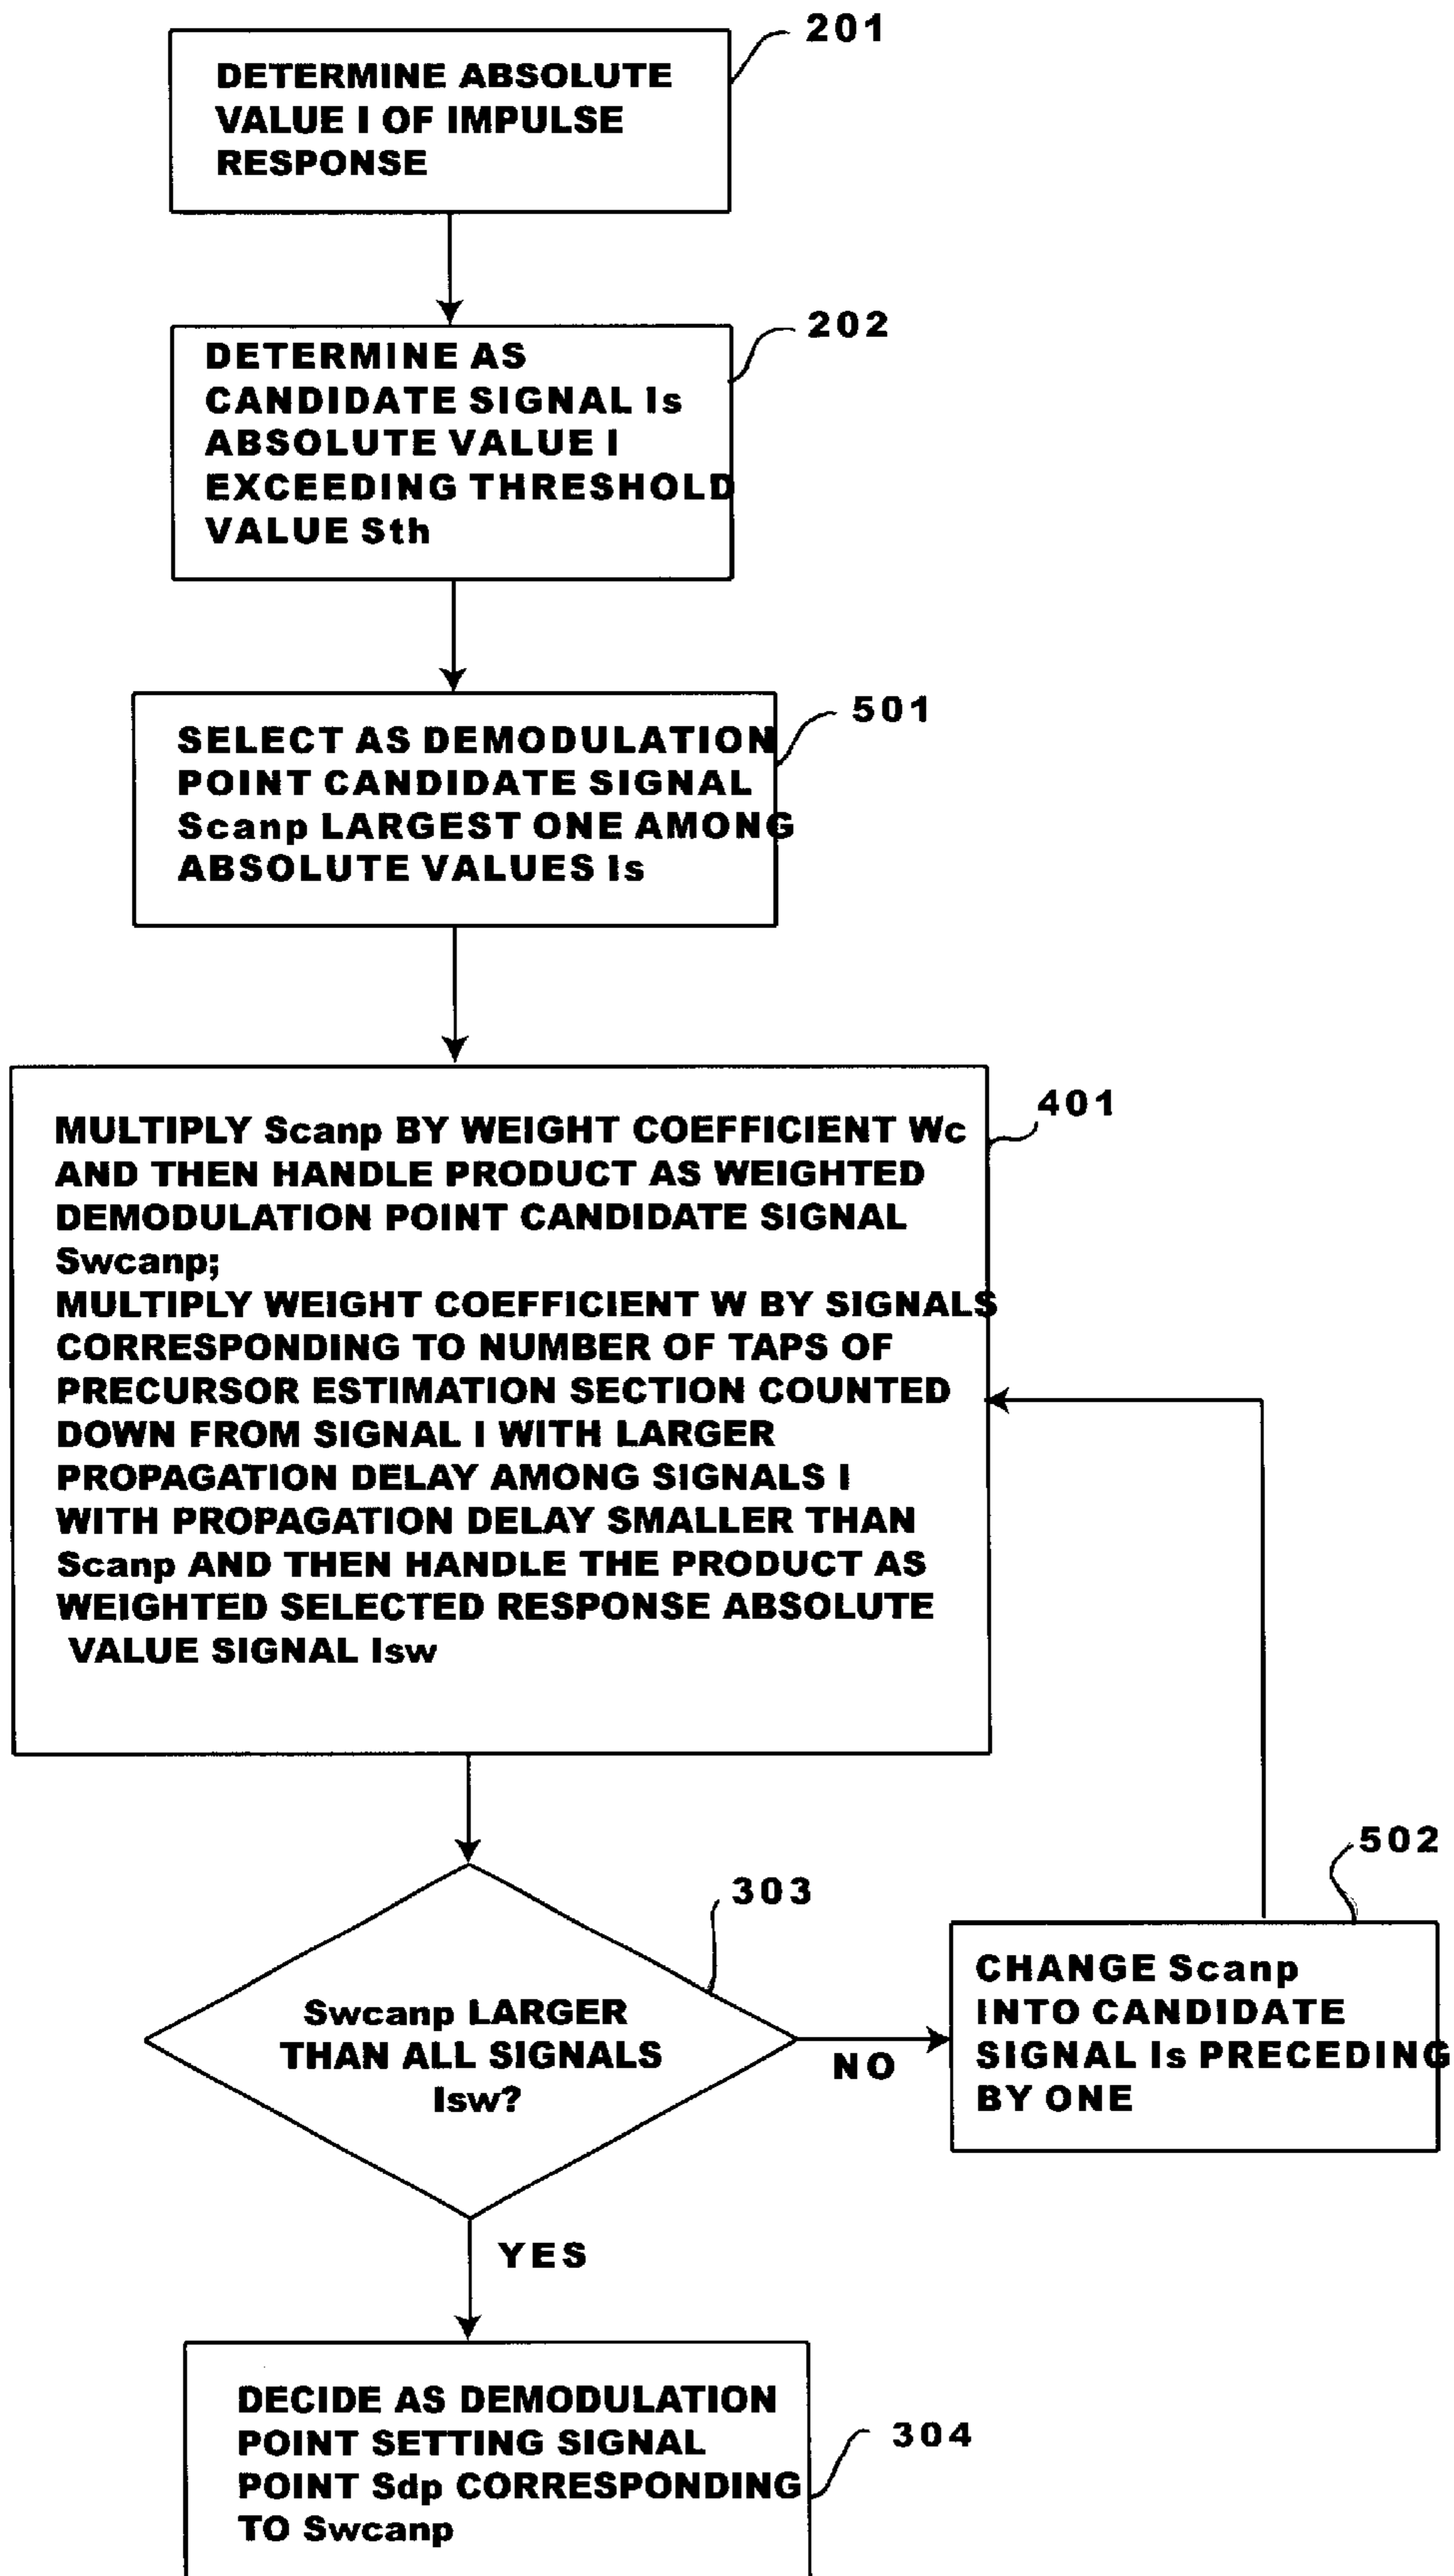 201
DETERMINE ABSOLUTE
VALUE I OF IMPULSE
RESPONSE
202
DETERMINE AS
CANDIDATE SIGNAL Is
ABSOLUTE VALUE I
EXCEEDING THRESHOLD
VALUE Sth
501
SELECT AS DEMODULATION
POINT CANDIDATE SIGNAL
Scanp LARGEST ONE AMONG
ABSOLUTE VALUES Is
401
MULTIPLY Scanp BY WEIGHT COEFFICIENT Wc
AND THEN HANDLE PRODUCT AS WEIGHTED
DEMODULATION POINT CANDIDATE SIGNAL
Swcanp;
MULTIPLY WEIGHT COEFFICIENT W BY SIGNALS
CORRESPONDING TO NUMBER OF TAPS OF
PRECURSOR ESTIMATION SECTION COUNTED
DOWN FROM SIGNAL I WITH LARGER
PROPAGATION DELAY AMONG SIGNALS I
WITH PROPAGATION DELAY SMALLER THAN
Scanp AND THEN HANDLE THE PRODUCT AS
WEIGHTED SELECTED RESPONSE ABSOLUTE
VALUE SIGNAL Isw
303
Swcanp LARGER
THAN ALL SIGNALS
Isw?
NO
502
CHANGE Scanp
INTO CANDIDATE
SIGNAL Is PRECEDING
BY ONE
YES
304
DECIDE AS DEMODULATION
POINT SETTING SIGNAL
POINT Sdp CORRESPONDING
TO Swcanp